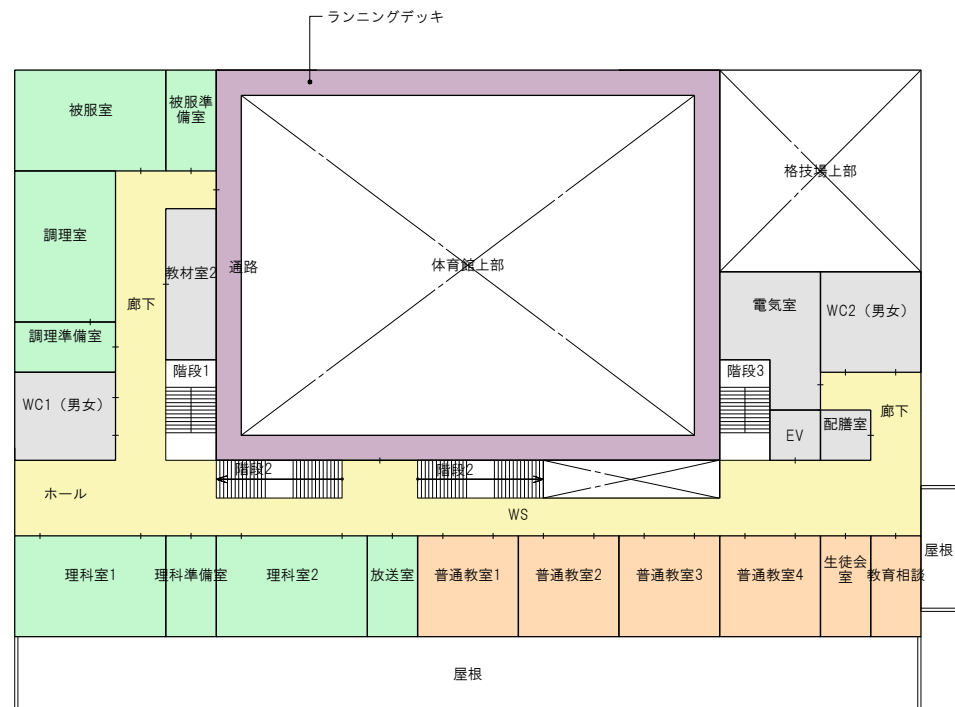 ランニングデッキ
被服室
被服準
備室
格技場上部
調理室
教材室2
通路
体育館上部
廊下
電気室
WC2（男女）
調理準備室
階段1
階段3
WC1（男女）
廊下
EV
配膳室
階段2
階段2
ホール
WS
屋根
理科室1
理科準備室
理科室2
放送室
普通教室1
普通教室2
普通教室3
普通教室4
生徒会
室
教育相談
屋根